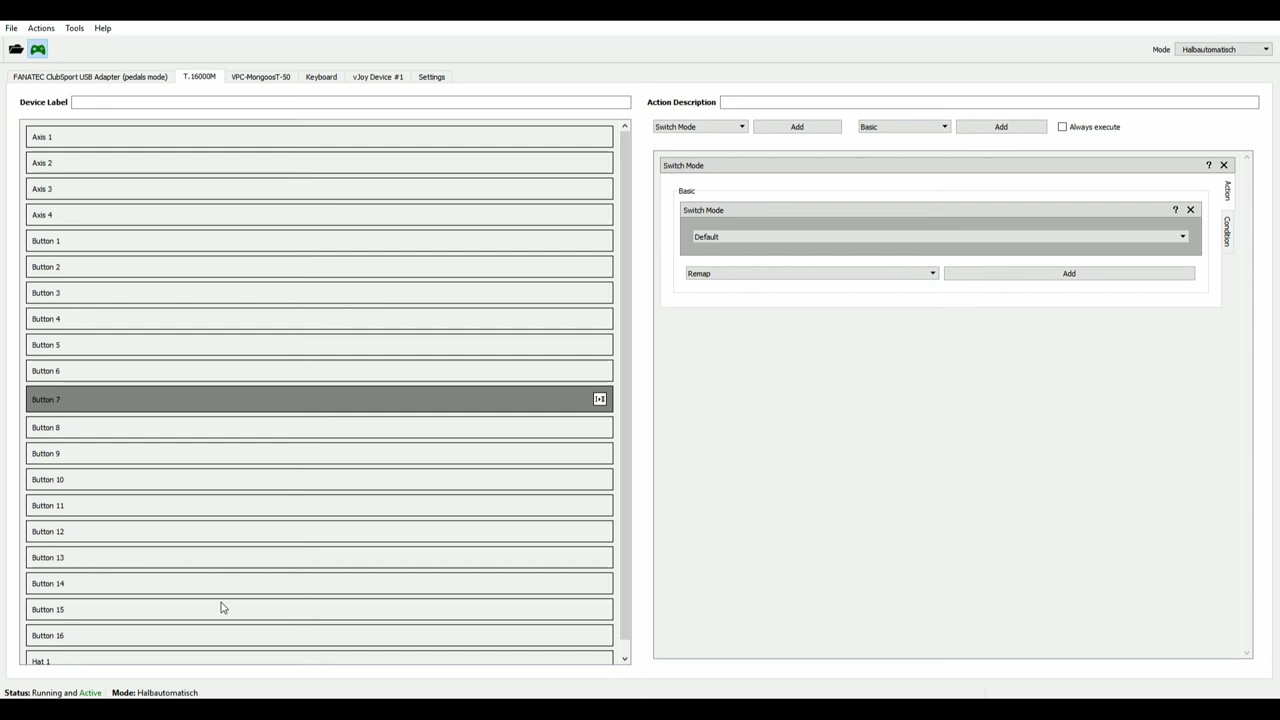 File Actions Tools Help
Mode Halbautomatisch
FANATEC ClubSport USB Adapter (pedals mode) T.16000M VPC-MongoosT-50 Keyboard vJoy Device #1 Settings
Device Label
Action Description
Switch Mode Add Basic Add Always execute
Axis 1
Axis 2
Axis 3
Axis 4
Button 1
Button 2
Button 3
Button 4
Button 5
Button 6
Button 7
Button 8
Button 9
Button 10
Button 11
Button 12
Button 13
Button 14
Button 15
Button 16
Hat 1
Switch Mode ?
Action
Condition
Basic
Switch Mode ?
Default
Remap Add
Status: Running and Active Mode: Halbautomatisch